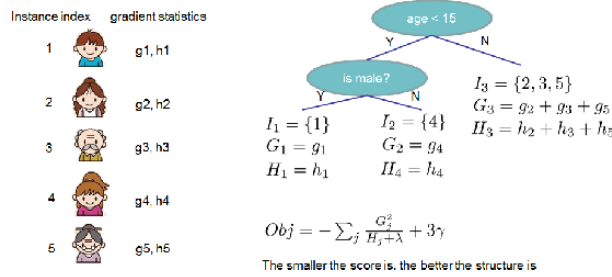 Instance index gradient statistics
1 g1, h1
2 g2, h2
3 g3, h3
4 g4, h4
5 g5, h5
age < 15
Y N
is male?
Y N
I₁ = {1}
G₁ = g₁
H₁ = h₁
I₂ = {4}
G₂ = g₄
H₄ = h₄
I₃ = {2, 3, 5}
G₃ = g₂ + g₃ + g₅
H₃ = h₂ + h₃ + h₅
Obj = − ∑ⱼ Gⱼ² / (Hⱼ+λ) + 3γ
The smaller the score is, the better the structure is